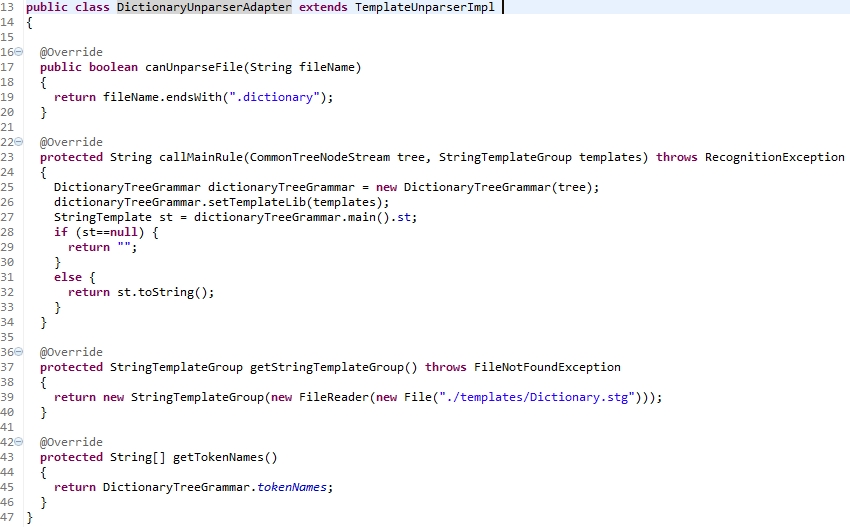 13 public class DictionaryUnparserAdapter extends TemplateUnparserImpl
14 {
15
16 @Override
17 public boolean canUnparseFile(String fileName)
18 {
19 return fileName.endsWith(".dictionary");
20 }
21
22 @Override
23 protected String callMainRule(CommonTreeNodeStream tree, StringTemplateGroup templates) throws RecognitionException
24 {
25 DictionaryTreeGrammar dictionaryTreeGrammar = new DictionaryTreeGrammar(tree);
26 dictionaryTreeGrammar.setTemplateLib(templates);
27 StringTemplate st = dictionaryTreeGrammar.main().st;
28 if (st==null) {
29 return "";
30 }
31 else {
32 return st.toString();
33 }
34 }
35
36 @Override
37 protected StringTemplateGroup getStringTemplateGroup() throws FileNotFoundException
38 {
39 return new StringTemplateGroup(new FileReader(new File("./templates/Dictionary.stg")));
40 }
41
42 @Override
43 protected String[] getTokenNames()
44 {
45 return DictionaryTreeGrammar.tokenNames;
46 }
47 }